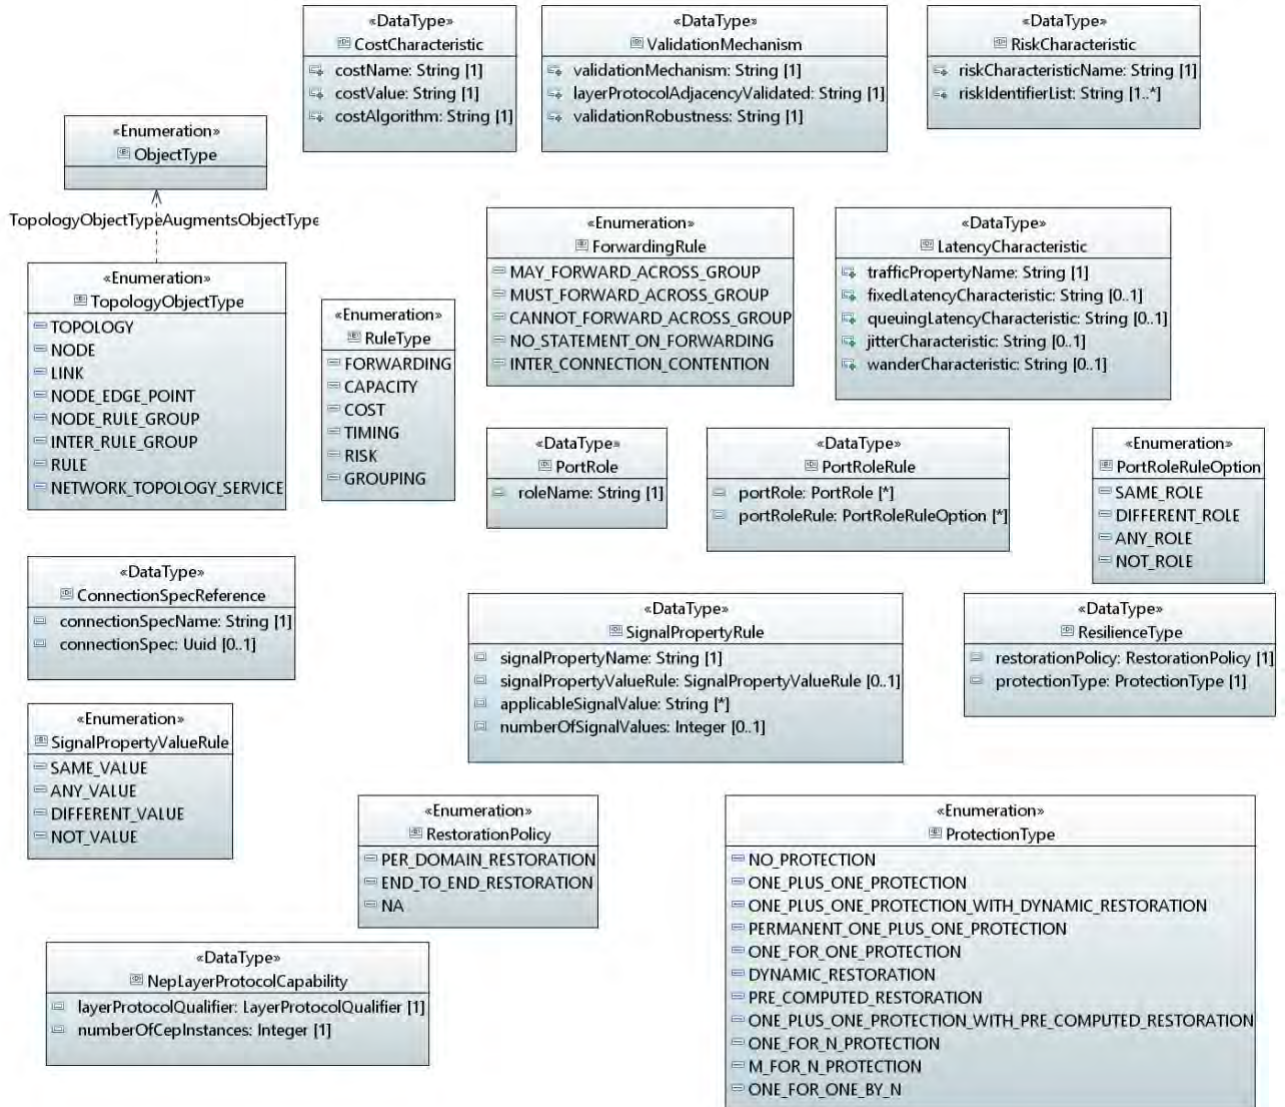 «DataType»
CostCharacteristic
costName: String [1]
costValue: String [1]
costAlgorithm: String [1]
«DataType»
ValidationMechanism
validationMechanism: String [1]
layerProtocolAdjacencyValidated: String [1]
validationRobustness: String [1]
«DataType»
RiskCharacteristic
riskCharacteristicName: String [1]
riskIdentifierList: String [1..*]
«Enumeration»
ObjectType
TopologyObjectTypeAugmentsObjectType
«Enumeration»
TopologyObjectType
TOPOLOGY
NODE
LINK
NODE_EDGE_POINT
NODE_RULE_GROUP
INTER_RULE_GROUP
RULE
NETWORK_TOPOLOGY_SERVICE
«Enumeration»
RuleType
FORWARDING
CAPACITY
COST
TIMING
RISK
GROUPING
«Enumeration»
ForwardingRule
MAY_FORWARD_ACROSS_GROUP
MUST_FORWARD_ACROSS_GROUP
CANNOT_FORWARD_ACROSS_GROUP
NO_STATEMENT_ON_FORWARDING
INTER_CONNECTION_CONTENTION
«DataType»
LatencyCharacteristic
trafficPropertyName: String [1]
fixedLatencyCharacteristic: String [0..1]
queuingLatencyCharacteristic: String [0..1]
jitterCharacteristic: String [0..1]
wanderCharacteristic: String [0..1]
«DataType»
PortRole
roleName: String [1]
«DataType»
PortRoleRule
portRole: PortRole [*]
portRoleRule: PortRoleRuleOption [*]
«Enumeration»
PortRoleRuleOption
SAME_ROLE
DIFFERENT_ROLE
ANY_ROLE
NOT_ROLE
«DataType»
ConnectionSpecReference
connectionSpecName: String [1]
connectionSpec: Uuid [0..1]
«DataType»
SignalPropertyRule
signalPropertyName: String [1]
signalPropertyValueRule: SignalPropertyValueRule [0..1]
applicableSignalValue: String [*]
numberOfSignalValues: Integer [0..1]
«DataType»
ResilienceType
restorationPolicy: RestorationPolicy [1]
protectionType: ProtectionType [1]
«Enumeration»
SignalPropertyValueRule
SAME_VALUE
ANY_VALUE
DIFFERENT_VALUE
NOT_VALUE
«Enumeration»
RestorationPolicy
PER_DOMAIN_RESTORATION
END_TO_END_RESTORATION
NA
«Enumeration»
ProtectionType
NO_PROTECTION
ONE_PLUS_ONE_PROTECTION
ONE_PLUS_ONE_PROTECTION_WITH_DYNAMIC_RESTORATION
PERMANENT_ONE_PLUS_ONE_PROTECTION
ONE_FOR_ONE_PROTECTION
DYNAMIC_RESTORATION
PRE_COMPUTED_RESTORATION
ONE_PLUS_ONE_PROTECTION_WITH_PRE_COMPUTED_RESTORATION
ONE_FOR_N_PROTECTION
M_FOR_N_PROTECTION
ONE_FOR_ONE_BY_N
«DataType»
NepLayerProtocolCapability
layerProtocolQualifier: LayerProtocolQualifier [1]
numberOfCepInstances: Integer [1]